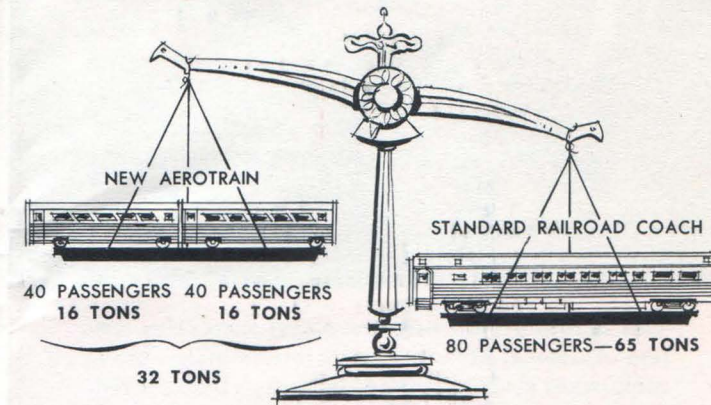 NEW AEROTRAIN
40 PASSENGERS 40 PASSENGERS
16 TONS 16 TONS
32 TONS
STANDARD RAILROAD COACH
80 PASSENGERS—65 TONS